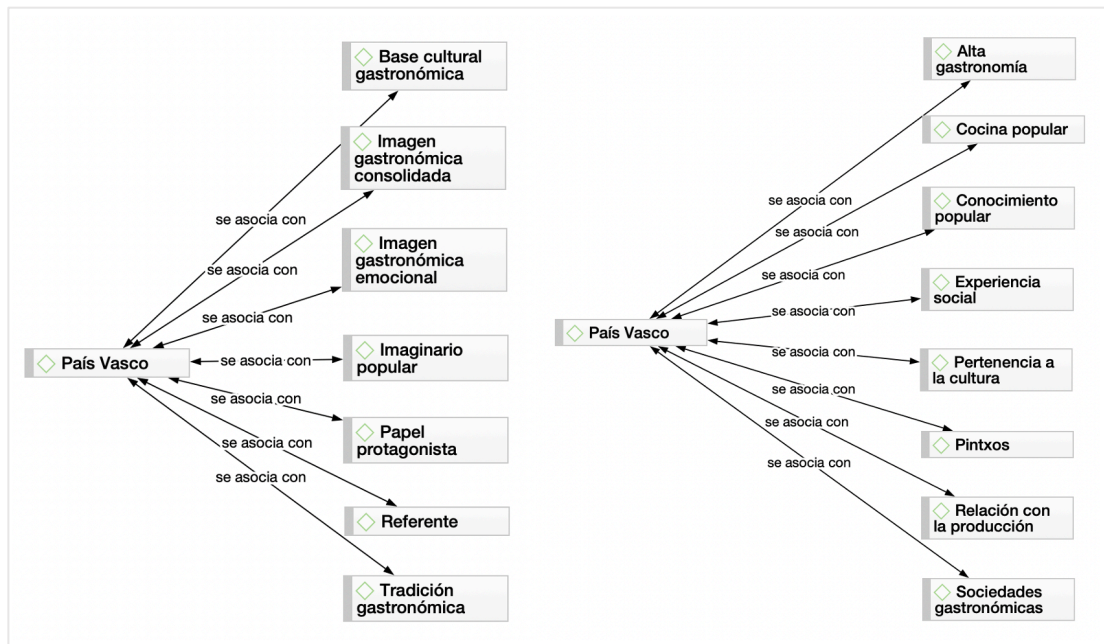 Base cultural
gastronómica
Imagen
gastronómica
consolidada
se asocia con
se asocia con
Imagen
gastronómica
emocional
se asocia con
País Vasco
se asocia con
Imaginario
popular
se asocia con
Papel
protagonista
se asocia con
se asocia con
Referente
Tradición
gastronómica
Alta
gastronomía
Cocina popular
se asocia con
Conocimiento
popular
se asocia con
se asocia con
Experiencia
social
se asocia con
País Vasco
se asocia con
Pertenencia a
la cultura
se asocia con
se asocia con
Pintxos
se asocia con
Relación con
la producción
Sociedades
gastronómicas